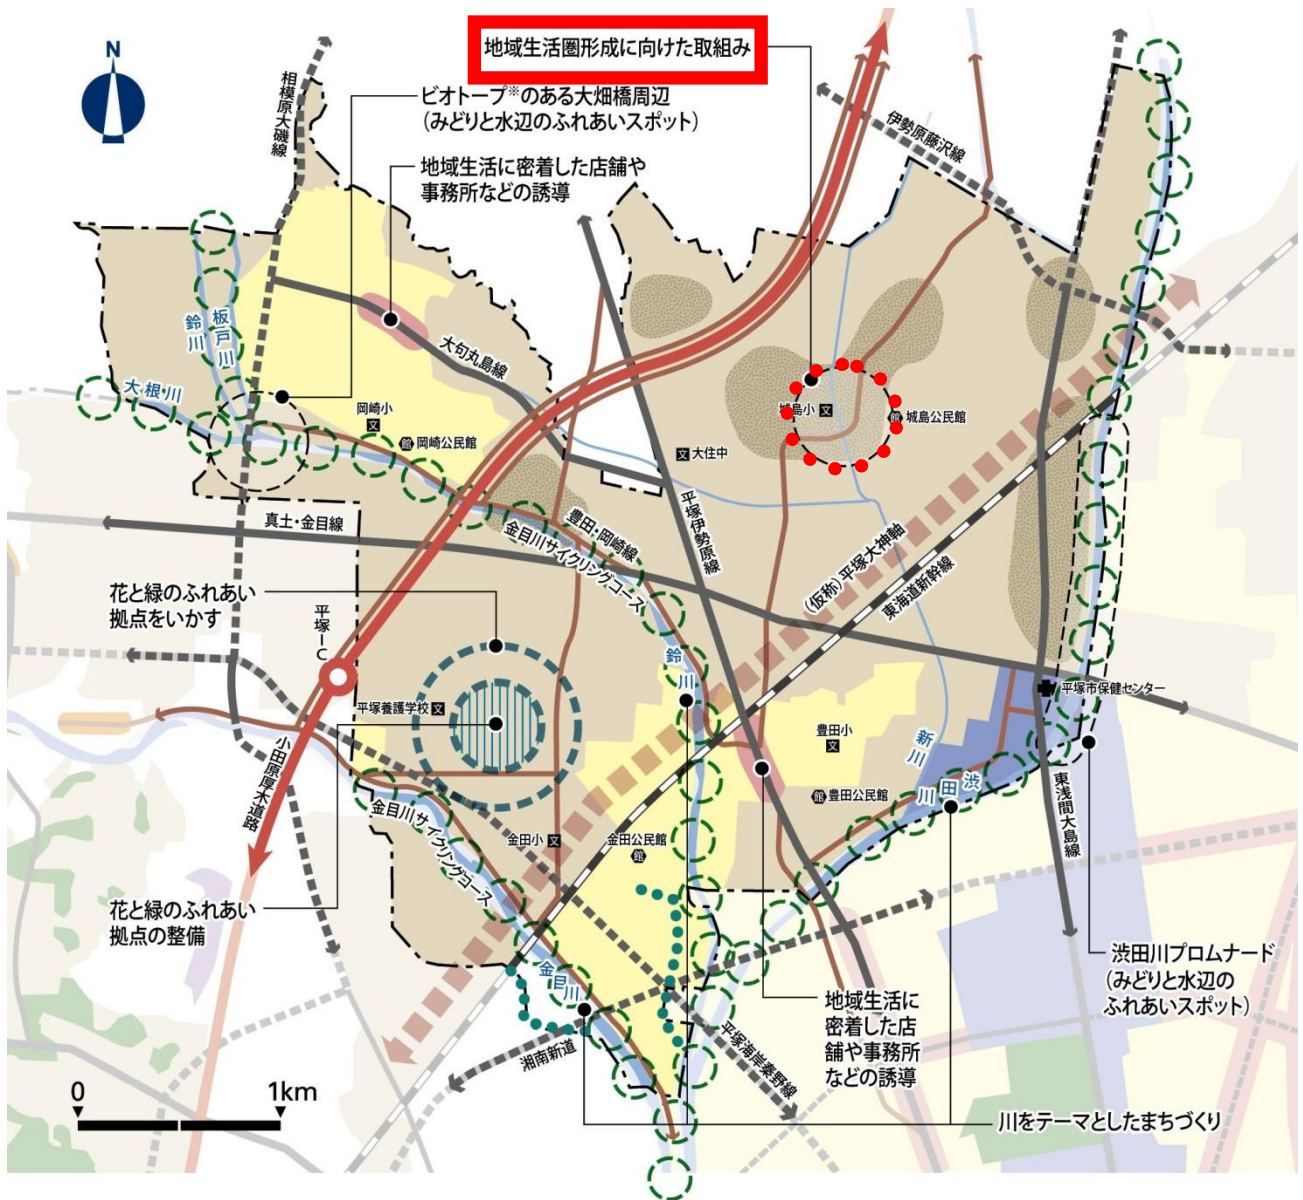 N
地域生活圏形成に向けた取組み
ビオトープ※のある大畑橋周辺
(みどりと水辺のふれあいスポット)
地域生活に密着した店舗や
事務所などの誘導
相模原大磯線
伊勢原藤沢線
鈴川
板戸川
大根川
大句丸島線
岡崎小
文
館
岡崎公民館
城島小
文
館
城島公民館
文
大住中
真土・金目線
豊田・岡崎線
金目川サイクリングコース
平塚伊勢原線
(仮称)平塚大神軸
東海道新幹線
花と緑のふれあい
拠点をいかす
平塚IC
鈴川
平塚養護学校
文
平塚市保健センター
豊田小
文
新川
渋田川
小田原厚木道路
金目川サイクリングコース
館
豊田公民館
東浅間大島線
金田小
文
金田公民館
館
花と緑のふれあい
拠点の整備
渋田川プロムナード
(みどりと水辺の
ふれあいスポット)
金目川
地域生活に
密着した店
舗や事務所
などの誘導
湘南新道
平塚海岸秦野線
0
1km
川をテーマとしたまちづくり